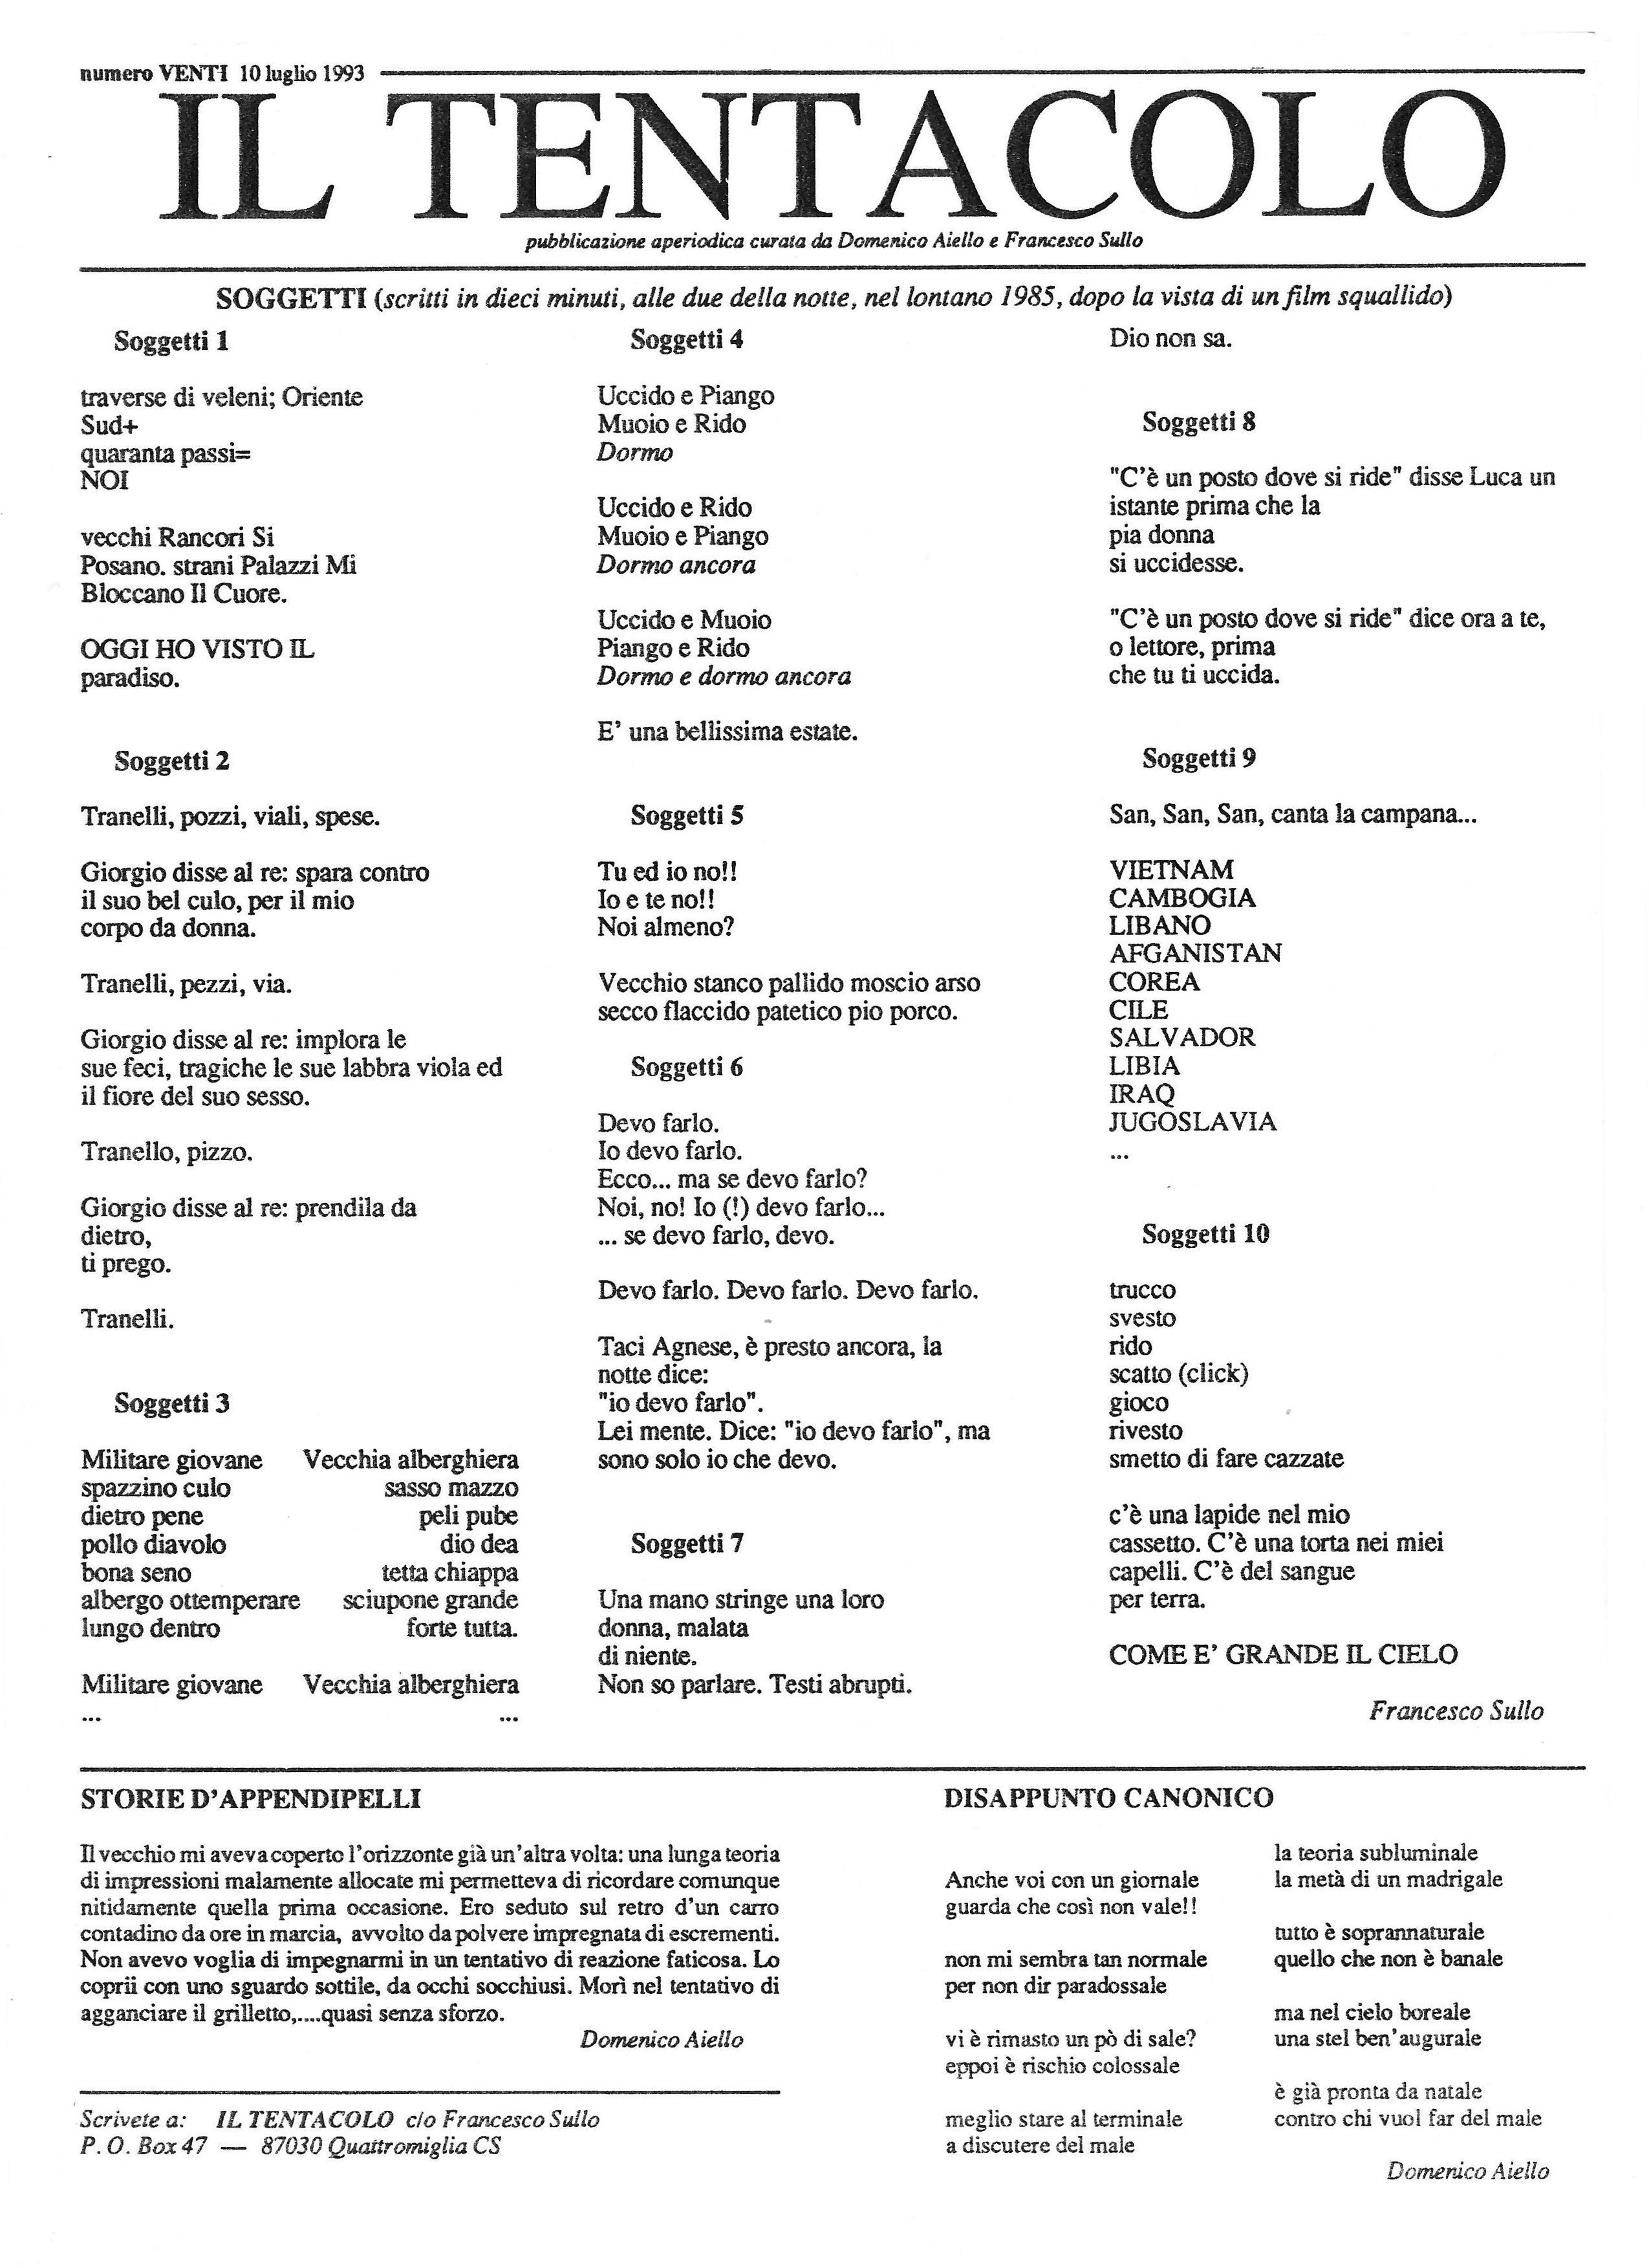 numero VENTI 10 luglio 1993
IL TENTACOLO
pubblicazione aperiodica curata da Domenico Aiello e Francesco Sullo
SOGGETTI (scritti in dieci minuti, alle due della notte, nel lontano 1985, dopo la vista di un film squallido)
Soggetti 1
traverse di veleni; Oriente
Sud+
quaranta passi=
NOI
vecchi Rancori Si
Posano. strani Palazzi Mi
Bloccano Il Cuore.
OGGI HO VISTO IL
paradiso.
Soggetti 2
Tranelli, pozzi, viali, spese.
Giorgio disse al re: spara contro
il suo bel culo, per il mio
corpo da donna.
Tranelli, pezzi, via.
Giorgio disse al re: implora le
sue feci, tragiche le sue labbra viola ed
il fiore del suo sesso.
Tranello, pizzo.
Giorgio disse al re: prendila da
dietro,
ti prego.
Tranelli.
Soggetti 3
Militare giovane Vecchia alberghiera
spazzino culo sasso mazzo
dietro pene peli pube
pollo diavolo dio dea
bona seno tetta chiappa
albergo ottemperare sciupone grande
lungo dentro forte tutta.
Militare giovane Vecchia alberghiera
... ...
Soggetti 4
Uccido e Piango
Muoio e Rido
Dormo
Uccido e Rido
Muoio e Piango
Dormo ancora
Uccido e Muoio
Piango e Rido
Dormo e dormo ancora
E' una bellissima estate.
Soggetti 5
Tu ed io no!!
Io e te no!!
Noi almeno?
Vecchio stanco pallido moscio arso
secco flaccido patetico pio porco.
Soggetti 6
Devo farlo.
Io devo farlo.
Ecco... ma se devo farlo?
Noi, no! Io (!) devo farlo...
... se devo farlo, devo.
Devo farlo. Devo farlo. Devo farlo.
Taci Agnese, è presto ancora, la
notte dice:
"io devo farlo".
Lei mente. Dice: "io devo farlo", ma
sono solo io che devo.
Soggetti 7
Una mano stringe una loro
donna, malata
di niente.
Non so parlare. Testi abrupti.
Dio non sa.
Soggetti 8
"C'è un posto dove si ride" disse Luca un
istante prima che la
pia donna
si uccidesse.
"C'è un posto dove si ride" dice ora a te,
o lettore, prima
che tu ti uccida.
Soggetti 9
San, San, San, canta la campana...
VIETNAM
CAMBOGIA
LIBANO
AFGANISTAN
COREA
CILE
SALVADOR
LIBIA
IRAQ
JUGOSLAVIA
...
Soggetti 10
trucco
svesto
rido
scatto (click)
gioco
rivesto
smetto di fare cazzate
c'è una lapide nel mio
cassetto. C'è una torta nei miei
capelli. C'è del sangue
per terra.
COME E' GRANDE IL CIELO
Francesco Sullo
STORIE D'APPENDIPELLI
Il vecchio mi aveva coperto l'orizzonte già un'altra volta: una lunga teoria
di impressioni malamente allocate mi permetteva di ricordare comunque
nitidamente quella prima occasione. Ero seduto sul retro d'un carro
contadino da ore in marcia, avvolto da polvere impregnata di escrementi.
Non avevo voglia di impegnarmi in un tentativo di reazione faticosa. Lo
coprii con uno sguardo sottile, da occhi socchiusi. Morì nel tentativo di
agganciare il grilletto,....quasi senza sforzo.
Domenico Aiello
Scrivete a: IL TENTACOLO c/o Francesco Sullo
P. O. Box 47 — 87030 Quattromiglia CS
DISAPPUNTO CANONICO
Anche voi con un giornale
guarda che così non vale!!
non mi sembra tan normale
per non dir paradossale
vi è rimasto un pò di sale?
eppoi è rischio colossale
meglio stare al terminale
a discutere del male
la teoria subluminale
la metà di un madrigale
tutto è soprannaturale
quello che non è banale
ma nel cielo boreale
una stel ben'augurale
è già pronta da natale
contro chi vuol far del male
Domenico Aiello